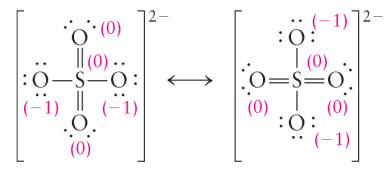 [ O (0) ]2−
(0)
O—S—O
(−1) (−1)
O
(0)
↔
[ O (−1) ]2−
(0)
O=S=O
(0) (0)
O (−1)